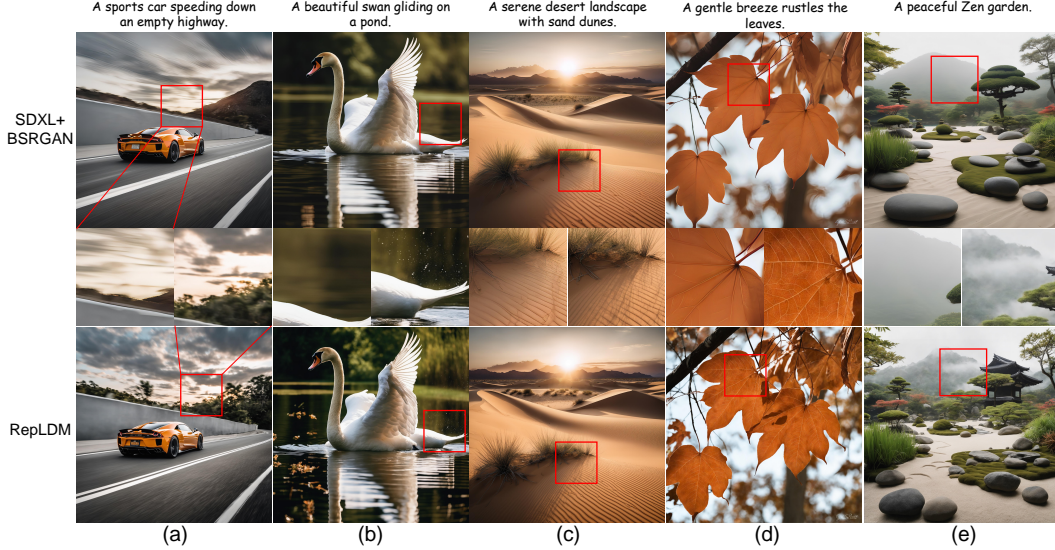 A sports car speeding down
an empty highway.
A beautiful swan gliding on
a pond.
A serene desert landscape
with sand dunes.
A gentle breeze rustles the
leaves.
A peaceful Zen garden.
SDXL+
BSRGAN
RepLDM
(a)
(b)
(c)
(d)
(e)